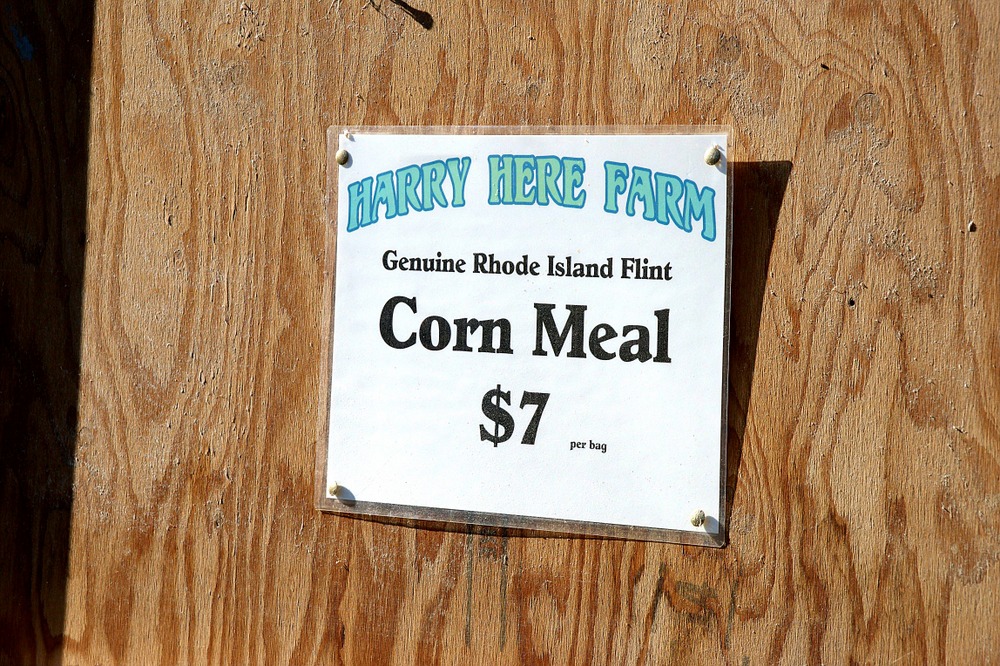 HARRY HERE FARM
Genuine Rhode Island Flint
Corn Meal
$7 per bag